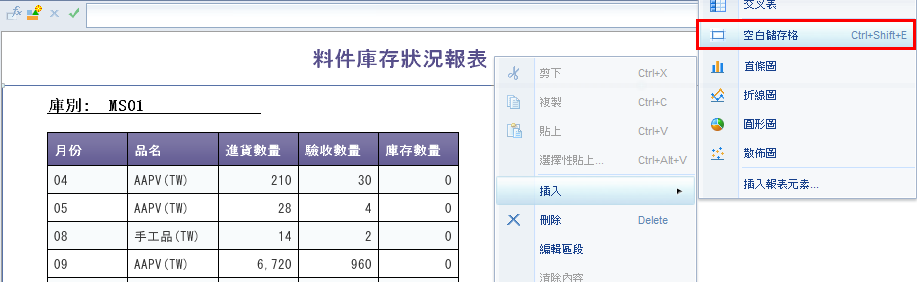 料件庫存狀況報表
庫別: MS01
月份 品名 進貨數量 驗收數量 庫存數量
04 AAPV(TW) 210 30 0
05 AAPV(TW) 28 4 0
08 手工品(TW) 14 2 0
09 AAPV(TW) 6,720 960 0
剪下 Ctrl+X
複製 Ctrl+C
貼上 Ctrl+V
選擇性貼上... Ctrl+Alt+V
插入
刪除 Delete
編輯區段
清除內容
交叉表
空白儲存格 Ctrl+Shift+E
直條圖
折線圖
圓形圖
散佈圖
插入報表元素...